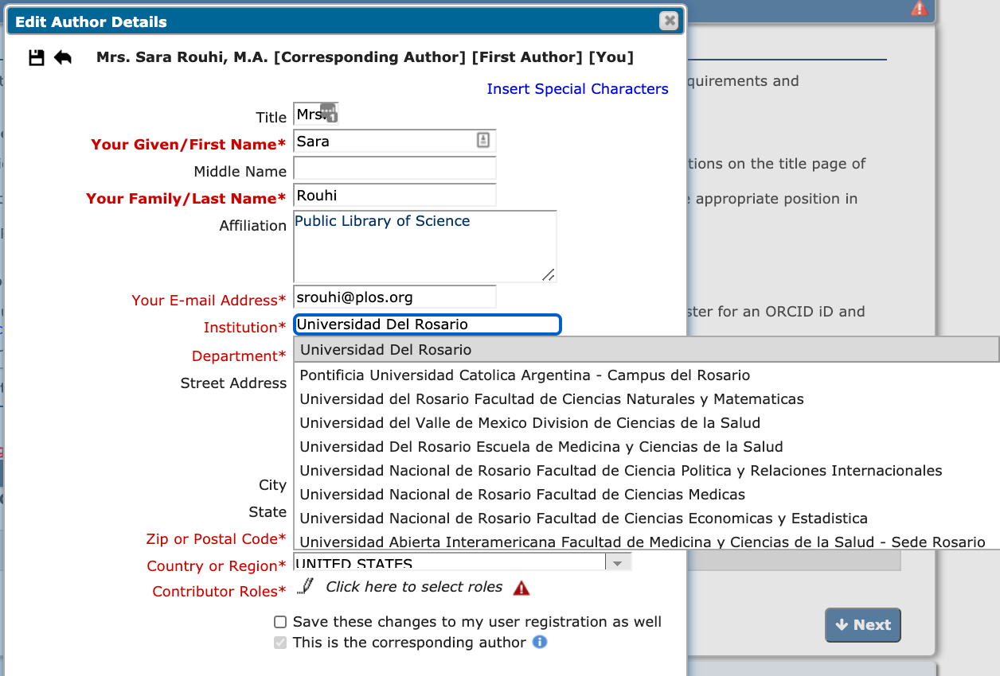 Edit Author Details
Mrs. Sara Rouhi, M.A. [Corresponding Author] [First Author] [You]
Insert Special Characters
quirements and
Title Mrs.
Your Given/First Name* Sara
Middle Name
tions on the title page of
Your Family/Last Name* Rouhi
appropriate position in
Affiliation Public Library of Science
Your E-mail Address* srouhi@plos.org
ster for an ORCID iD and
Institution* Universidad Del Rosario
Department* Universidad Del Rosario
Pontificia Universidad Catolica Argentina - Campus del Rosario
Street Address
Universidad del Rosario Facultad de Ciencias Naturales y Matematicas
Universidad del Valle de Mexico Division de Ciencias de la Salud
Universidad Del Rosario Escuela de Medicina y Ciencias de la Salud
Universidad Nacional de Rosario Facultad de Ciencia Politica y Relaciones Internacionales
City
Universidad Nacional de Rosario Facultad de Ciencias Medicas
State
Universidad Nacional de Rosario Facultad de Ciencias Economicas y Estadistica
Zip or Postal Code* Universidad Abierta Interamericana Facultad de Medicina y Ciencias de la Salud - Sede Rosario
Country or Region* UNITED STATES
Contributor Roles* Click here to select roles
Save these changes to my user registration as well
Next
This is the corresponding author